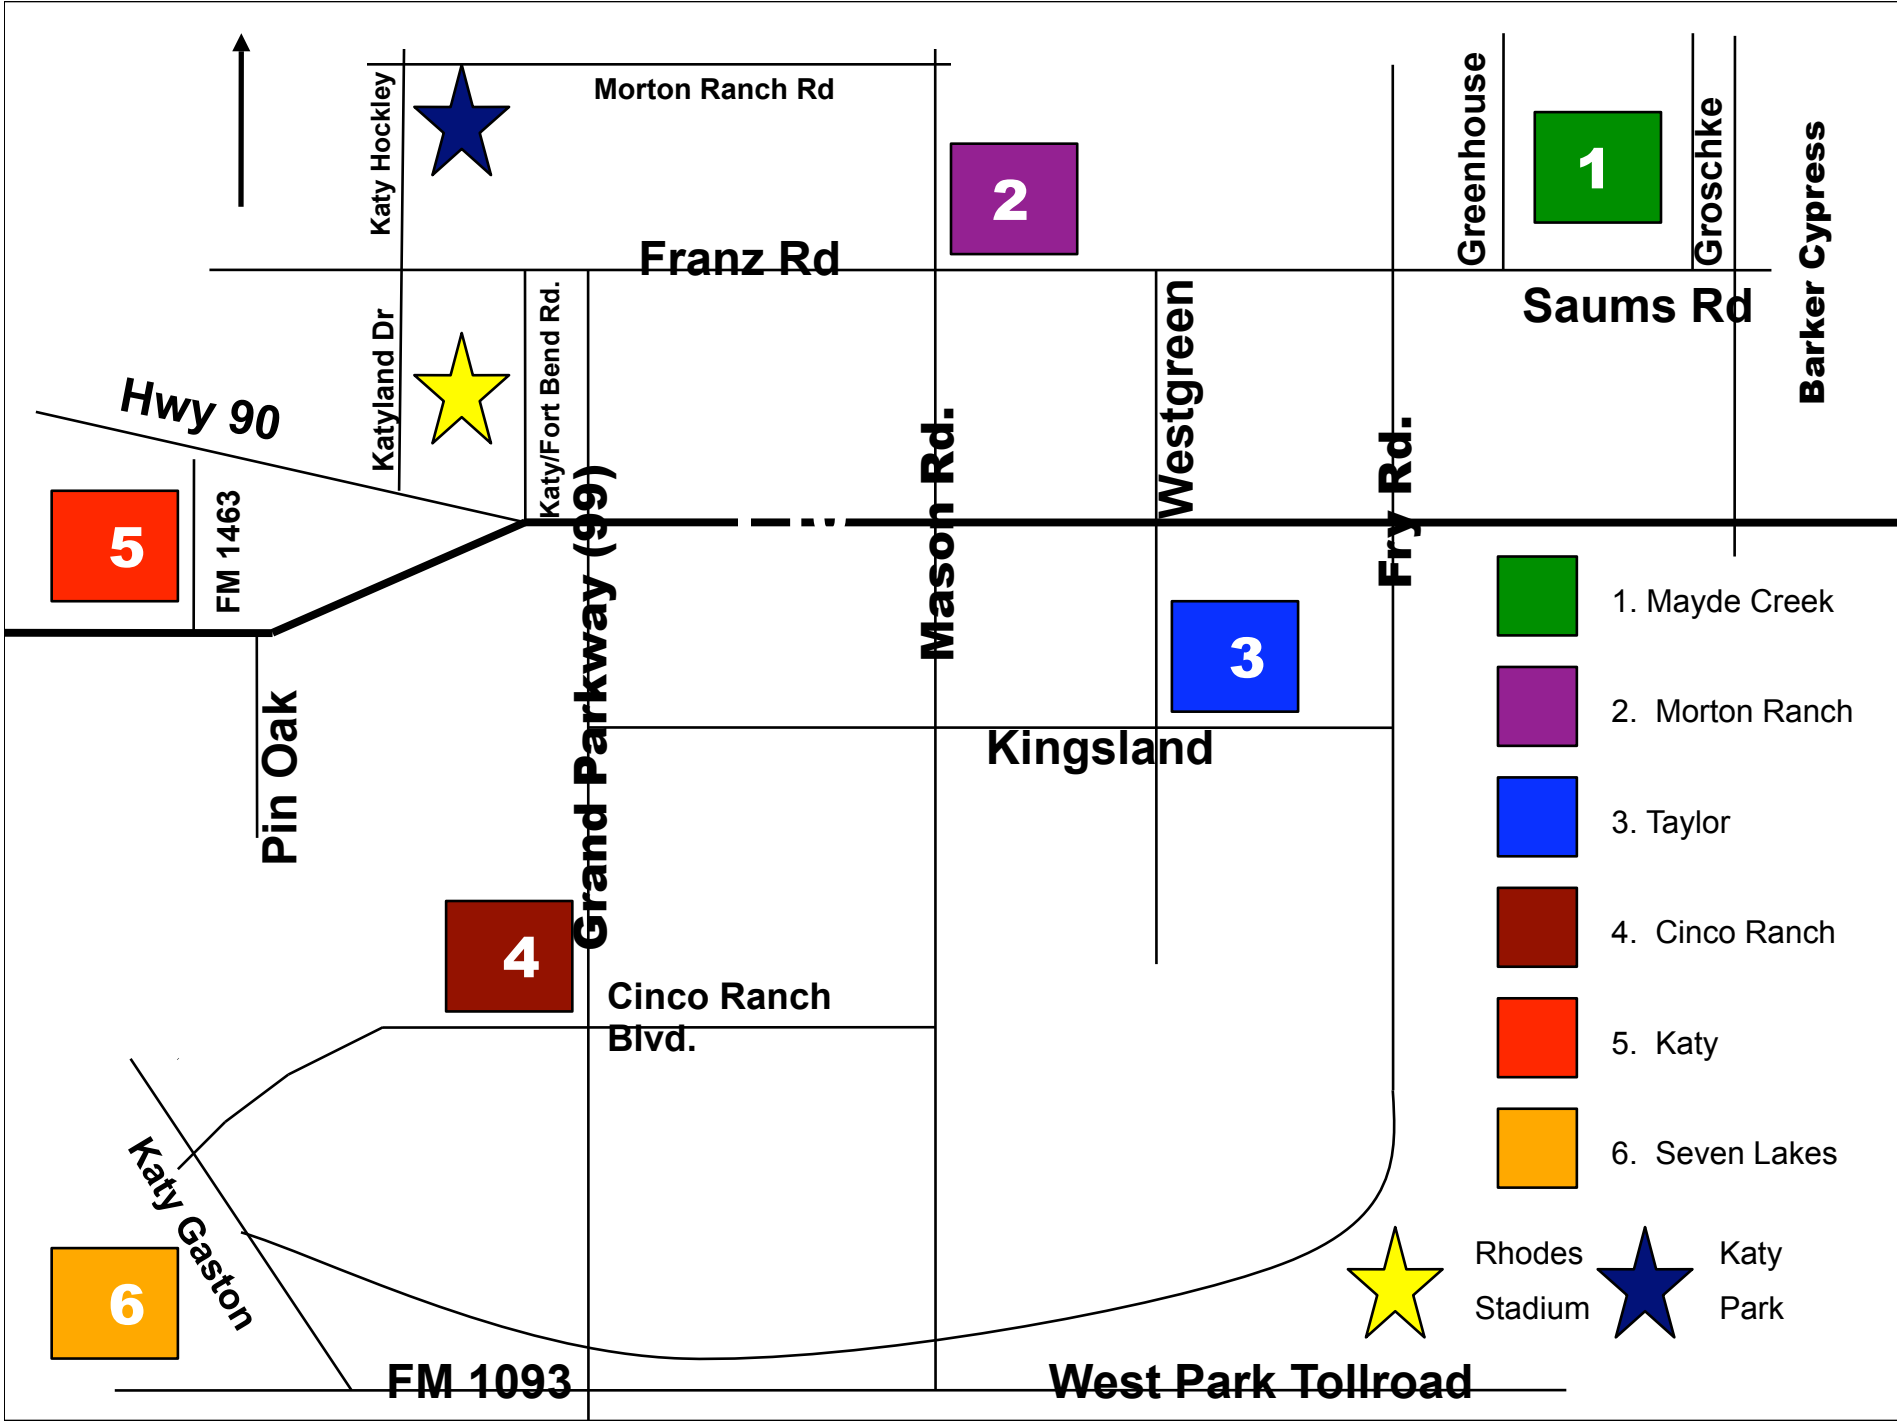 Katy Hockley
Morton Ranch Rd
Greenhouse
1
Groschke
Barker Cypress
2
Franz Rd
Saums Rd
Hwy 90
Katyland Dr
Katy/Fort Bend Rd.
Westgreen
Mason Rd.
Fry Rd.
Grand Parkway (99)
5
FM 1463
3
Kingsland
Pin Oak
4
Cinco Ranch
Blvd.
Katy Gaston
6
FM 1093
West Park Tollroad
1. Mayde Creek
2. Morton Ranch
3. Taylor
4. Cinco Ranch
5. Katy
6. Seven Lakes
Rhodes
Stadium
Katy
Park